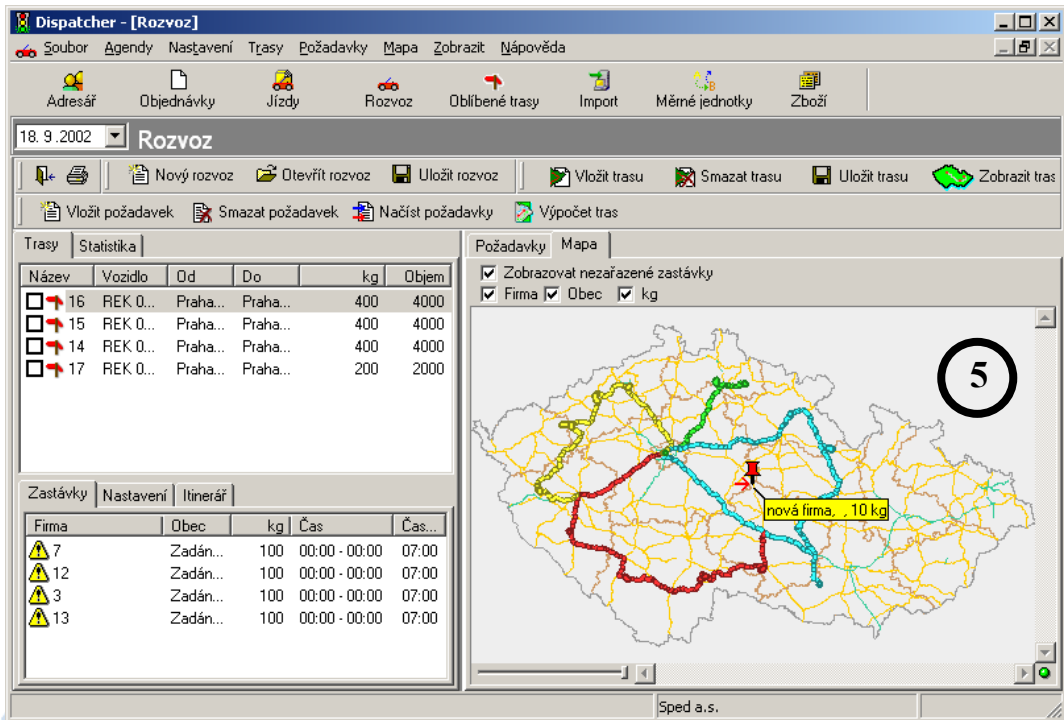 Dispatcher - [Rozvoz]
Soubor Agendy Nastavení Trasy Požadavky Mapa Zobrazit Nápověda
Adresář Objednávky Jízdy Rozvoz Oblíbené trasy Import Měrné jednotky Zboží
18. 9.2002 Rozvoz
Nový rozvoz Otevřít rozvoz Uložit rozvoz Vložit trasu Smazat trasu Uložit trasu Zobrazit tras
Vložit požadavek Smazat požadavek Načíst požadavky Výpočet tras
Trasy Statistika
Název Vozidlo Od Do kg Objem
16 REK 0... Praha... Praha... 400 4000
15 REK 0... Praha... Praha... 400 4000
14 REK 0... Praha... Praha... 400 4000
17 REK 0... Praha... Praha... 200 2000
Zastávky Nastavení Itinerář
Firma Obec kg Čas Čas...
7 Zadán... 100 00:00 - 00:00 07:00
12 Zadán... 100 00:00 - 00:00 07:00
3 Zadán... 100 00:00 - 00:00 07:00
13 Zadán... 100 00:00 - 00:00 07:00
Požadavky Mapa
Zobrazovat nezařazené zastávky
Firma Obec kg
5
nová firma, , 10 kg
Sped a.s.